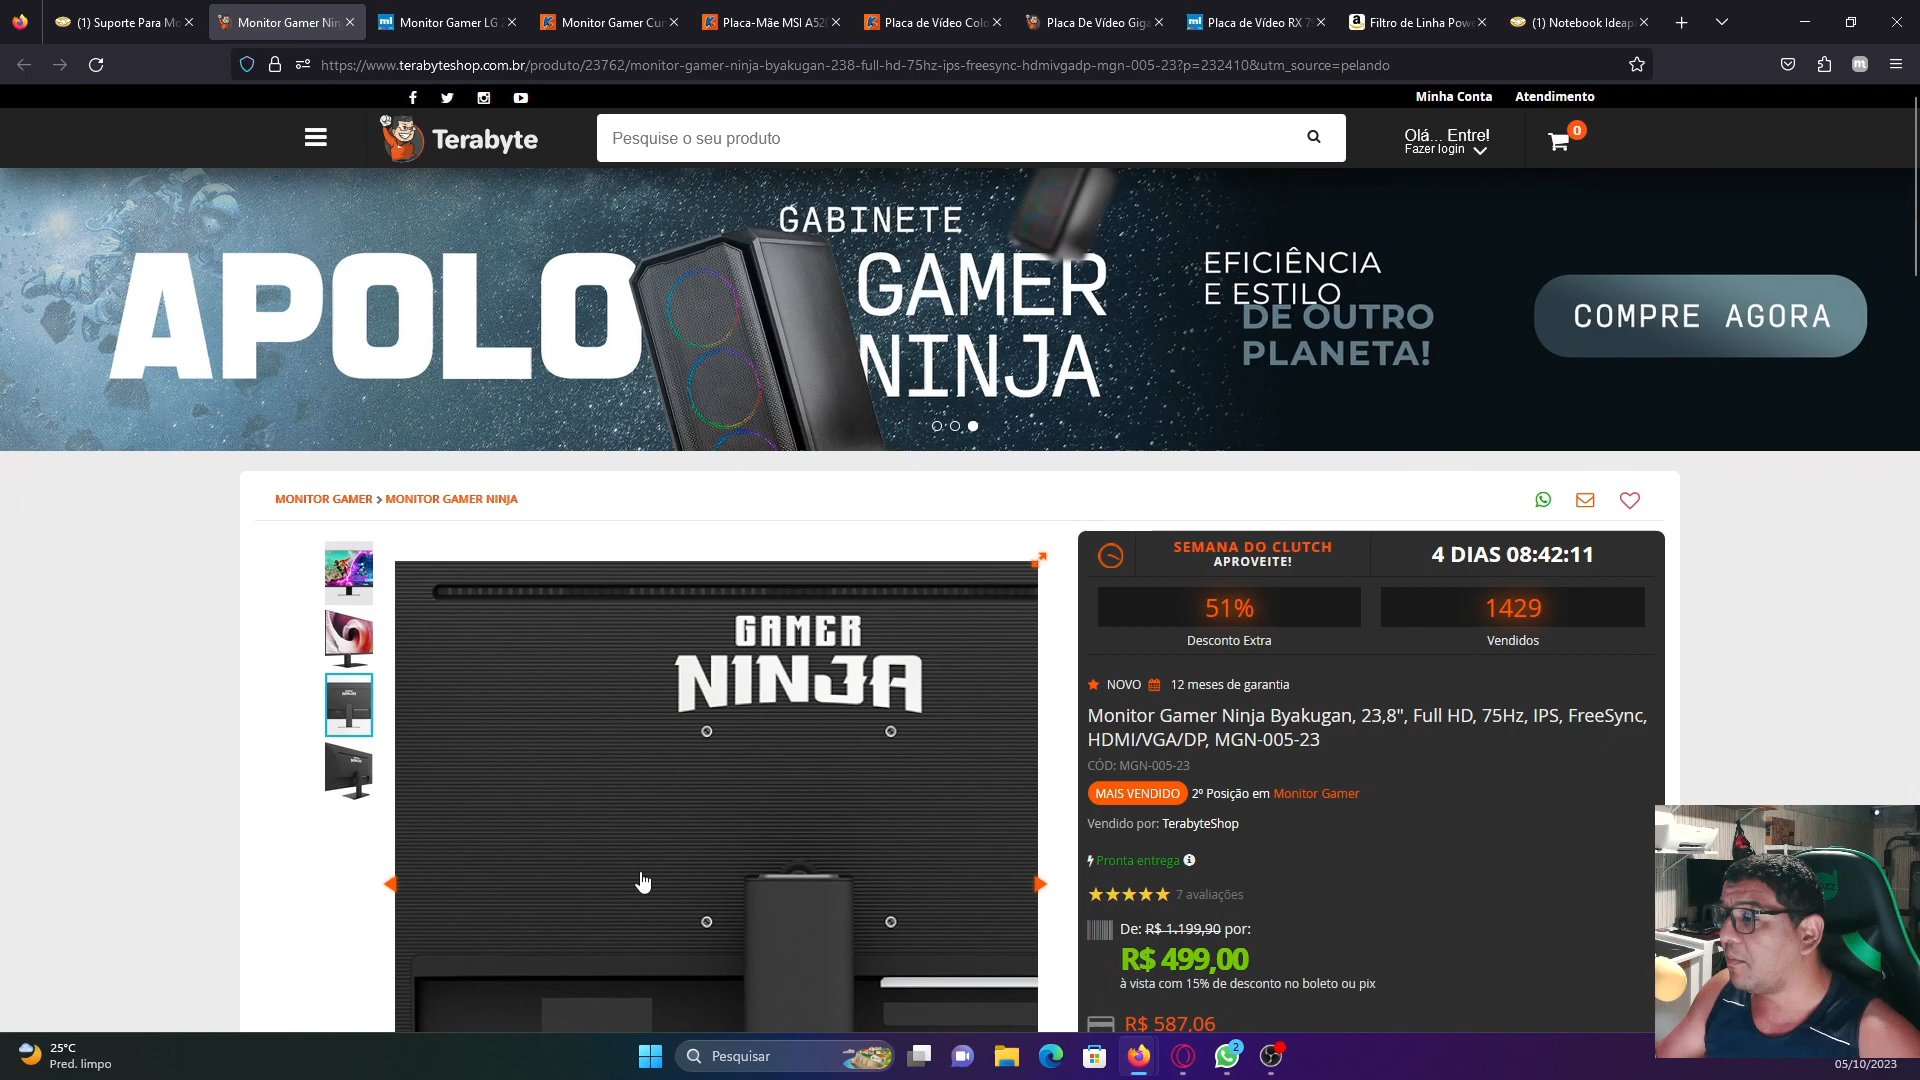 (1) Suporte Para Mo
Monitor Gamer Nin
Monitor Gamer LG
Monitor Gamer Cur
Placa-Mãe MSI A520
Placa de Vídeo Colo
Placa De Vídeo Giga
Placa de Vídeo RX 7
Filtro de Linha Powe
(1) Notebook Ideap
https://www.terabyteshop.com.br/produto/23762/monitor-gamer-ninja-byakugan-238-full-hd-75hz-ips-freesync-hdmivgadp-mgn-005-23?p=232410&utm_source=pelando
Minha Conta Atendimento
Terabyte
Pesquise o seu produto
Olá... Entre!
Fazer login
0
APOLO
GABINETE
GAMER
NINJA
EFICIÊNCIA
E ESTILO
DE OUTRO
PLANETA!
COMPRE AGORA
MONITOR GAMER > MONITOR GAMER NINJA
GAMER
NINJA
SEMANA DO CLUTCH
APROVEITE!
4 DIAS 08:42:11
51%
Desconto Extra
1429
Vendidos
NOVO 12 meses de garantia
Monitor Gamer Ninja Byakugan, 23,8", Full HD, 75Hz, IPS, FreeSync,
HDMI/VGA/DP, MGN-005-23
CÓD: MGN-005-23
MAIS VENDIDO 2º Posição em Monitor Gamer
Vendido por: TerabyteShop
Pronta entrega
7 avaliações
De: R$ 1.199,90 por:
R$ 499,00
à vista com 15% de desconto no boleto ou pix
R$ 587,06
25°C
Pred. limpo
Pesquisar
2
05/10/2023